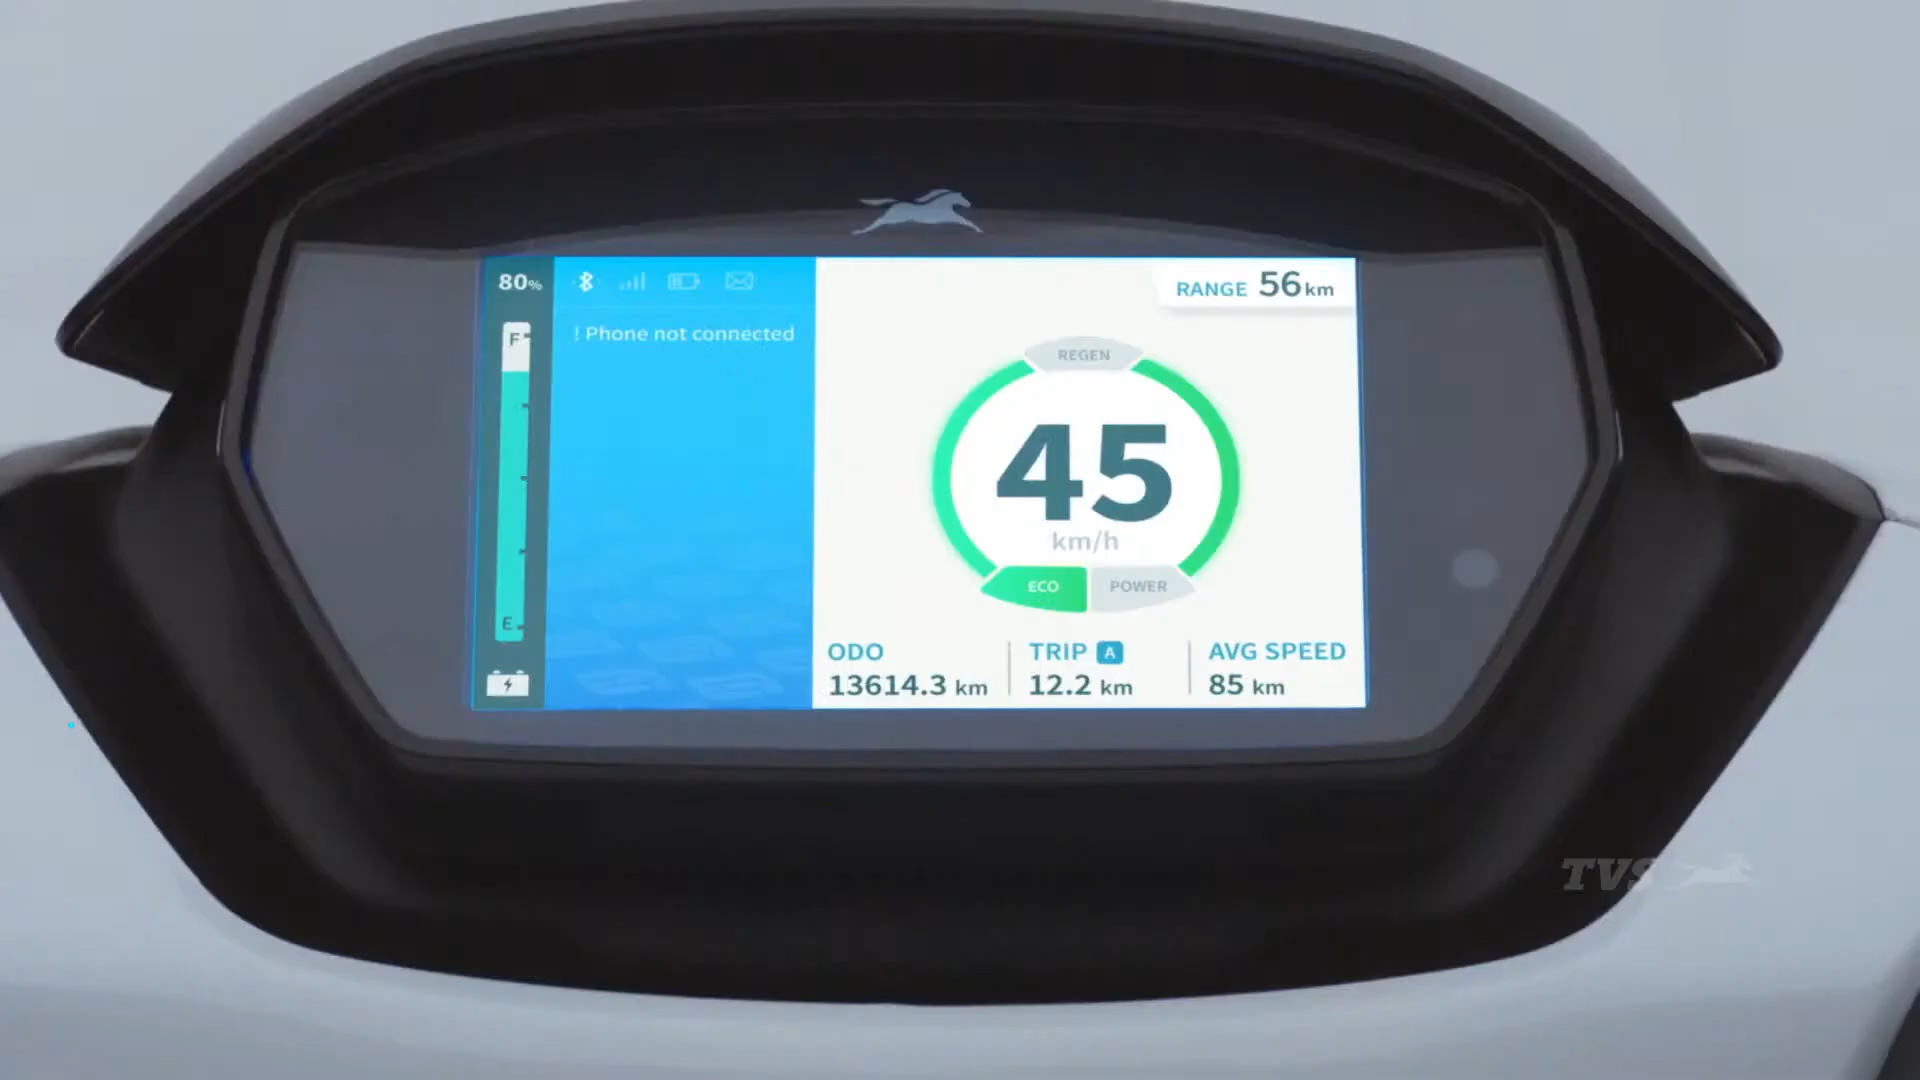 80%
! Phone not connected
RANGE 56 km
F
REGEN
45
km/h
ECO
POWER
E
ODO
TRIP A
AVG SPEED
13614.3 km
12.2 km
85 km
TVS